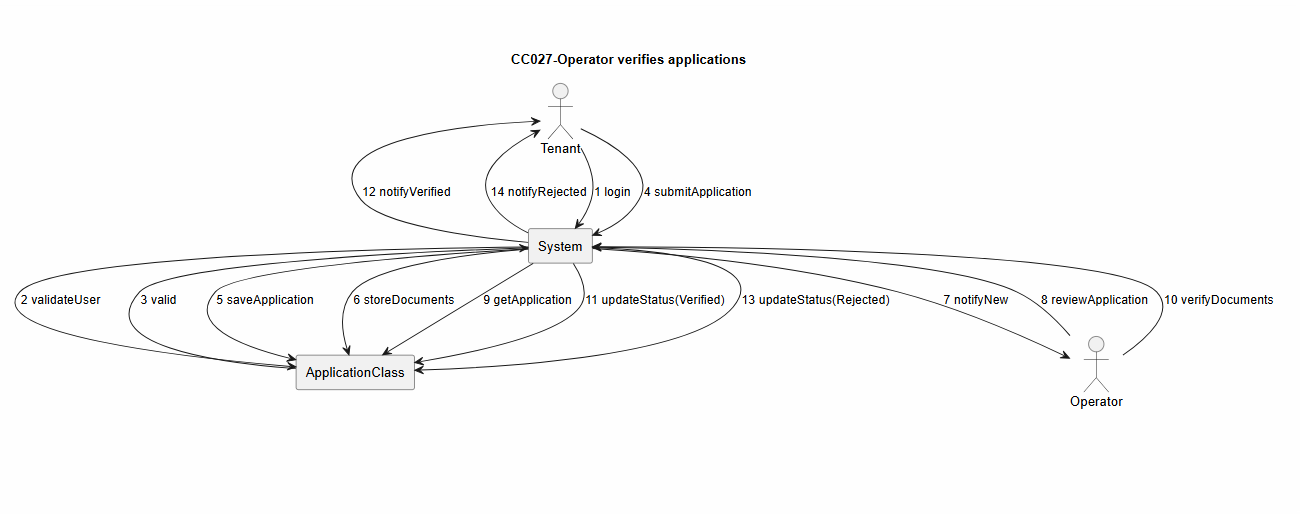 CC027-Operator verifies applications
Tenant
12 notifyVerified
14 notifyRejected
1 login
4 submitApplication
System
2 validateUser
3 valid
5 saveApplication
6 storeDocuments
9 getApplication
11 updateStatus(Verified)
13 updateStatus(Rejected)
7 notifyNew
8 reviewApplication
10 verifyDocuments
ApplicationClass
Operator